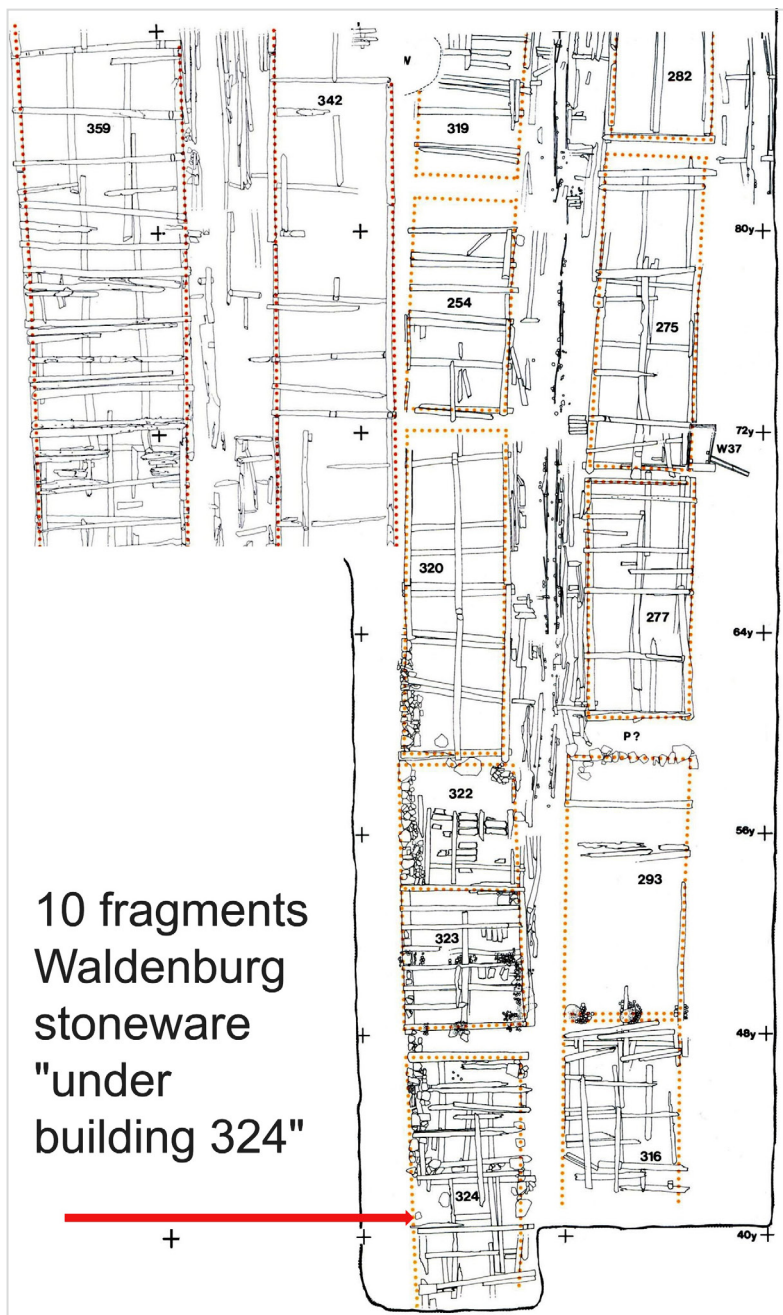 W
282
342
359
319
80y
254
275
72y
W37
320
277
64y
P?
322
56y
293
10 fragments
Waldenburg
stoneware
"under
building 324"
323
48y
316
324
40y